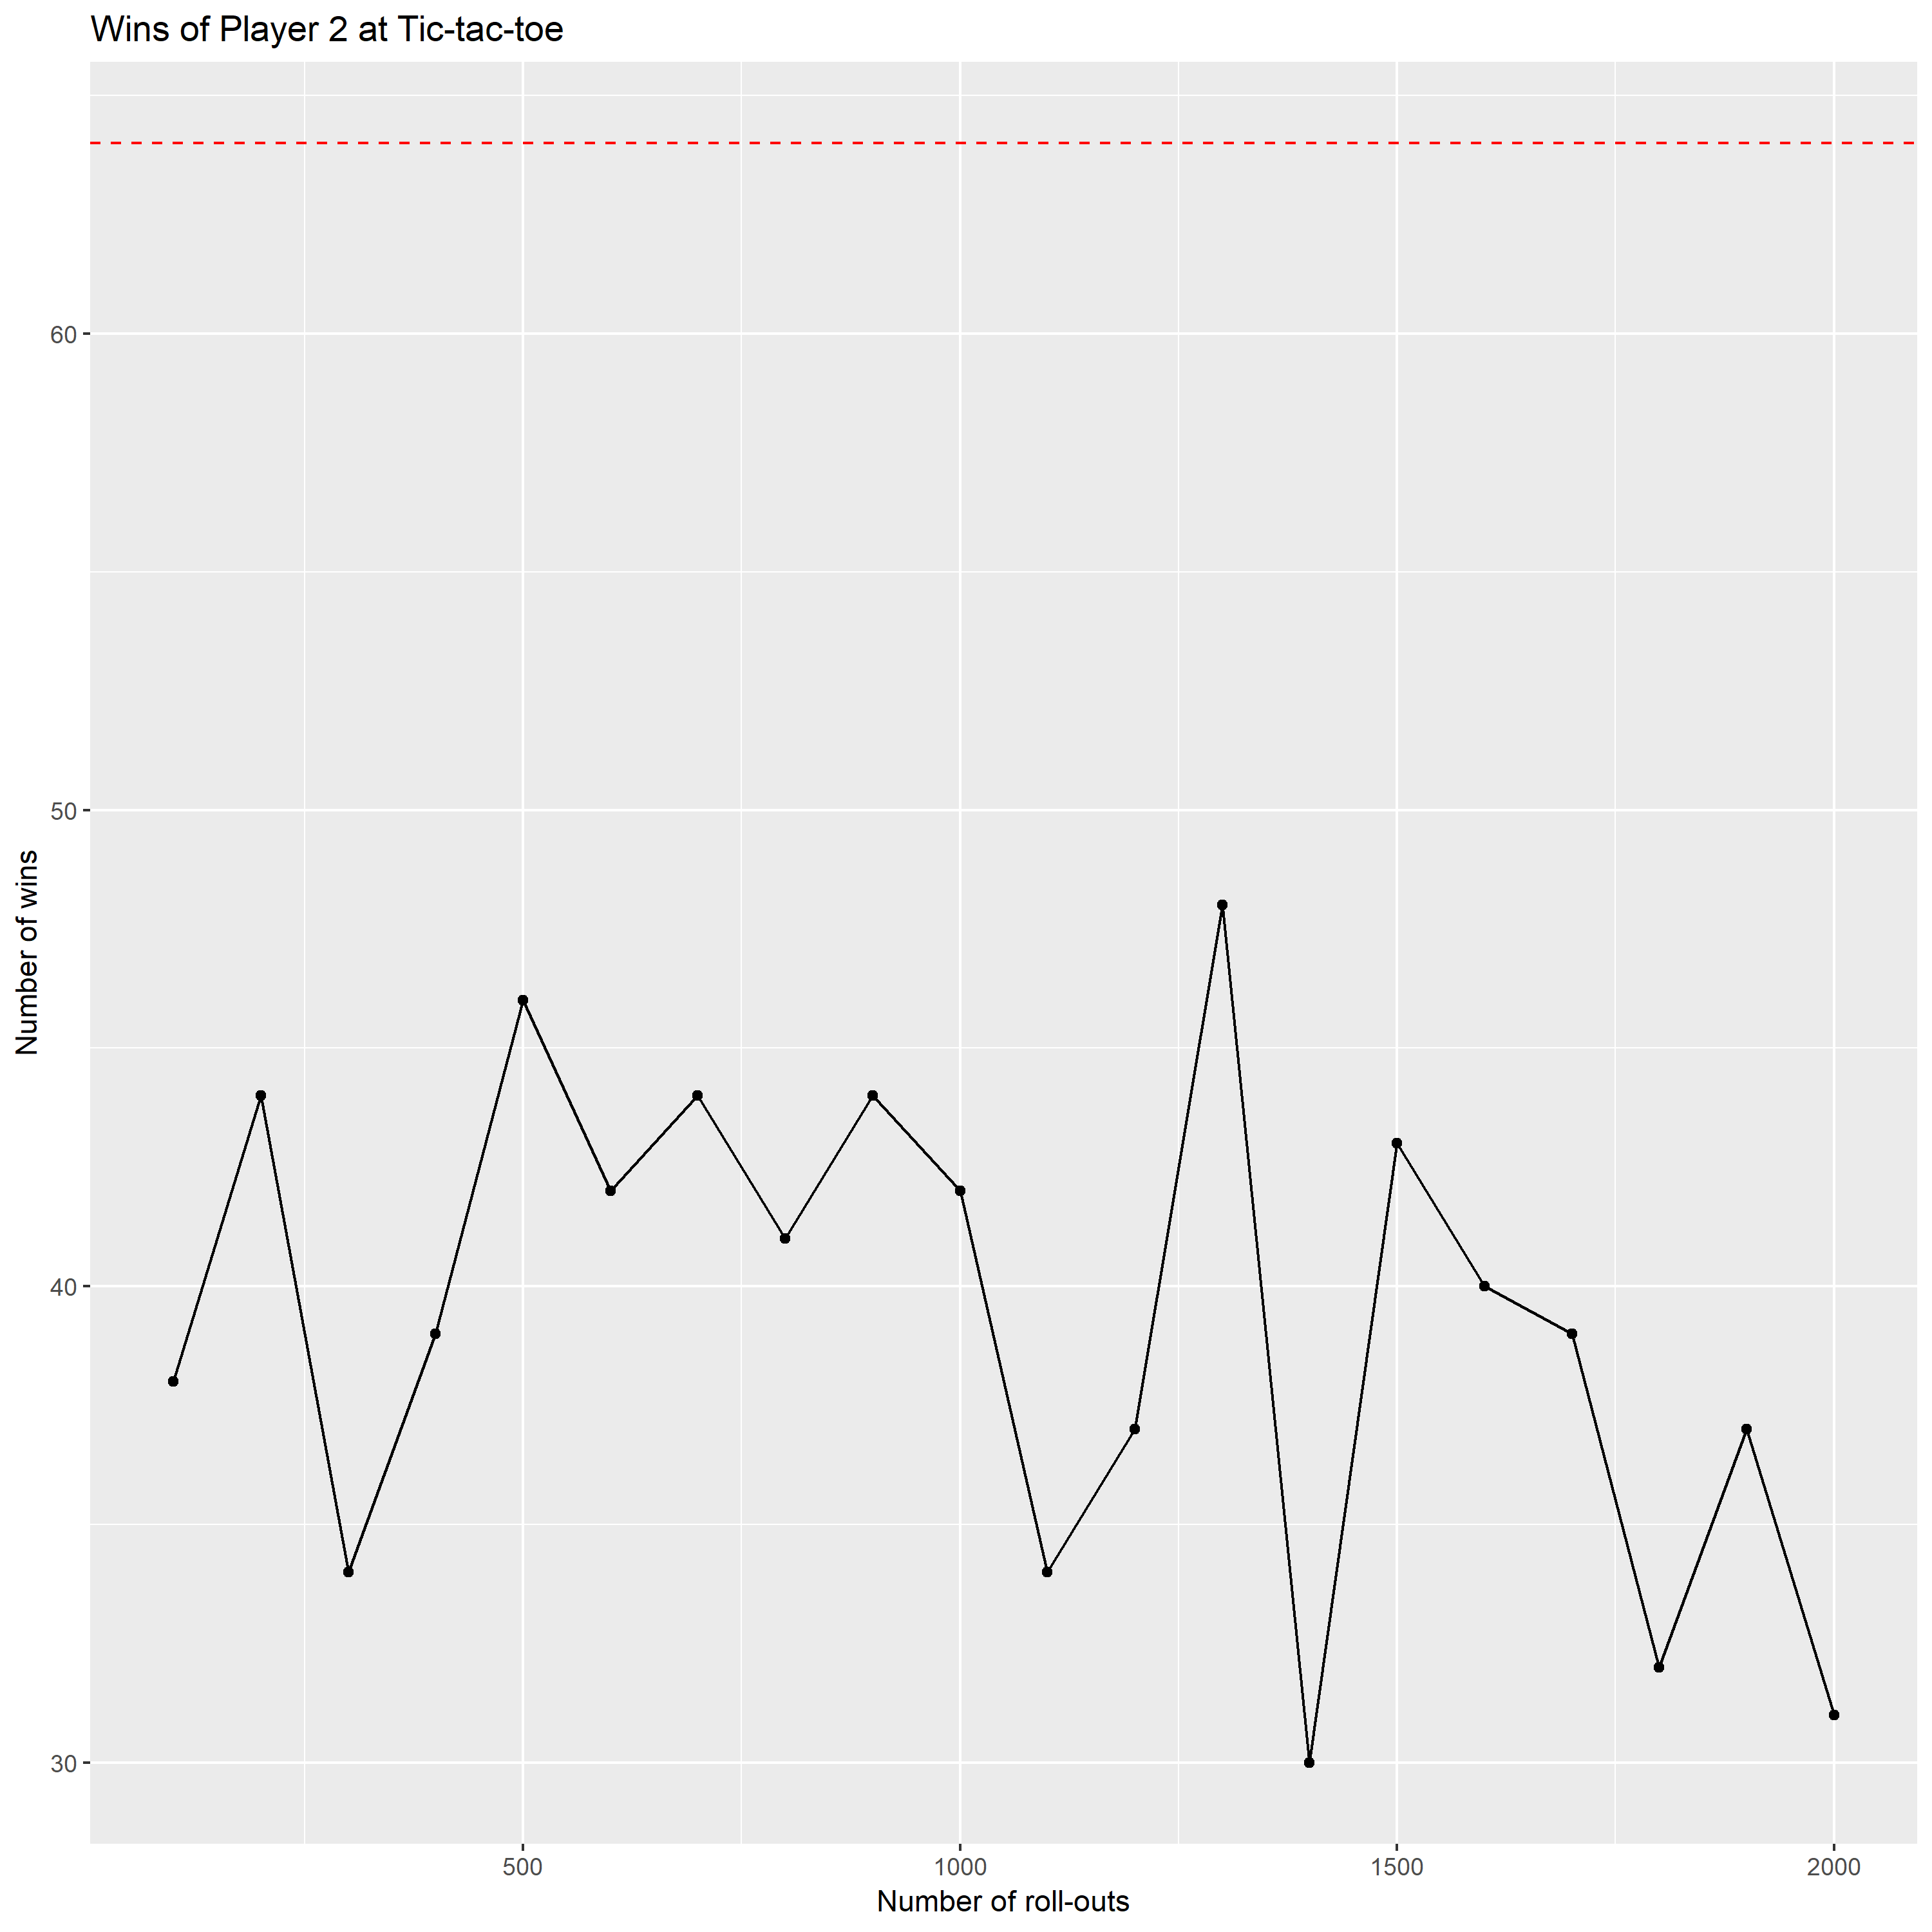 Wins of Player 2 at Tic-tac-toe
60
50
40
30
Number of wins
500 1000 1500 2000
Number of roll-outs